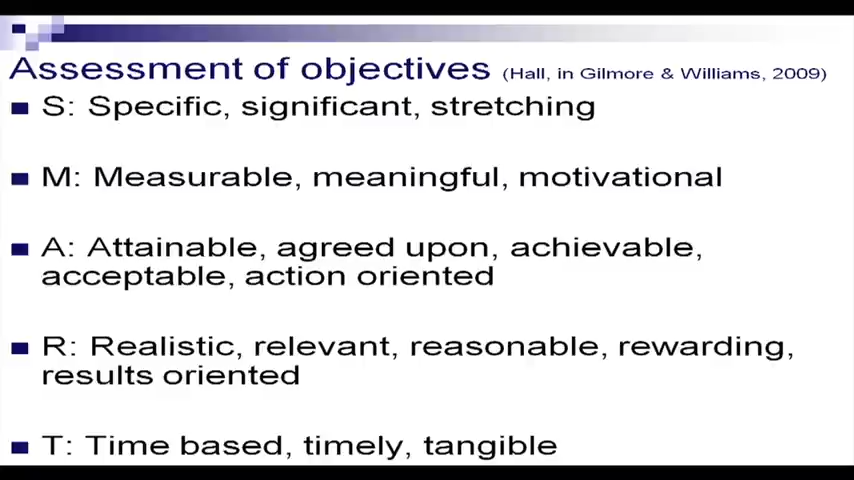 Assessment of objectives (Hall, in Gilmore & Williams, 2009)
S: Specific, significant, stretching
M: Measurable, meaningful, motivational
A: Attainable, agreed upon, achievable,
acceptable, action oriented
R: Realistic, relevant, reasonable, rewarding,
results oriented
T: Time based, timely, tangible